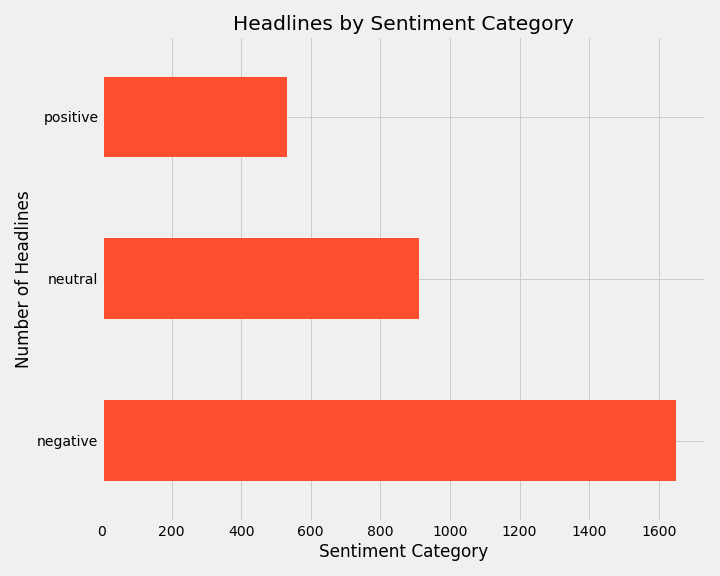 Headlines by Sentiment Category
Number of Headlines
positive
neutral
negative
0 200 400 600 800 1000 1200 1400 1600
Sentiment Category